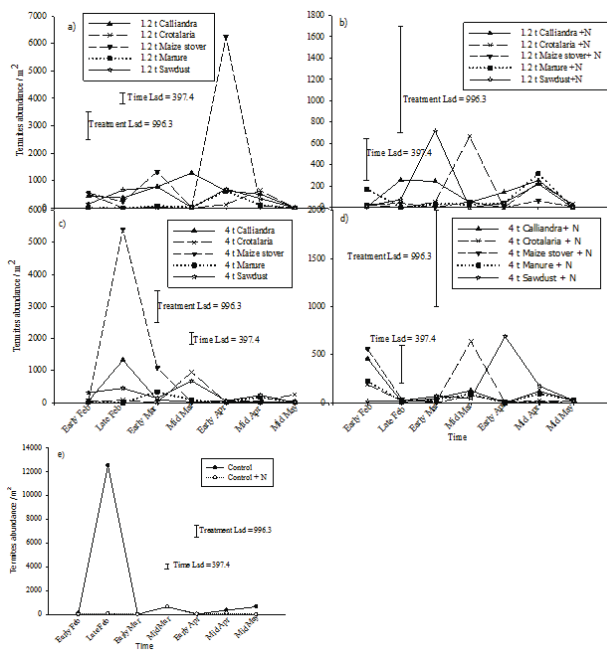 a)
1.2 t Calliandra
1.2 t Crotalaria
1.2 t Maize stover
1.2 t Manure
1.2 t Sawdust
Time Lsd = 397.4
Treatment Lsd = 996.3
Termites abundance / m²
7000
6000
5000
4000
3000
2000
1000
b)
1.2 t Calliandra +N
1.2 t Crotalaria +N
1.2 t Maize stover+ N
1.2 t Manure +N
1.2 t Sawdust+N
Treatment Lsd = 996.3
Time Lsd = 397.4
1800
1600
1400
1200
1000
800
600
400
200
0
c)
4 t Calliandra
4 t Crotalaria
4 t Maize stover
4 t Manure
4 t Sawdust
Treatment Lsd = 996.3
Time Lsd = 397.4
Termites abundance / m²
6000
5000
4000
3000
2000
1000
0
Early Feb
Late Feb
Early Mar
Mid Mar
Early Apr
Mid Apr
Mid May
d)
4 t Calliandra+ N
4 t Crotalaria + N
4 t Maize stover + N
4 t Manure + N
4 t Sawdust + N
Treatment Lsd = 996.3
Time Lsd = 397.4
1500
1000
500
0
Early Feb
Late Feb
Early Mar
Mid Mar
Early Apr
Mid Apr
Mid May
Time
e)
Control
Control + N
Treatment Lsd = 996.3
Time Lsd = 397.4
Termites abundance / m²
14000
12000
10000
8000
6000
4000
2000
0
Early Feb
Late Feb
Early Mar
Mid Mar
Early Apr
Mid Apr
Mid May
Time